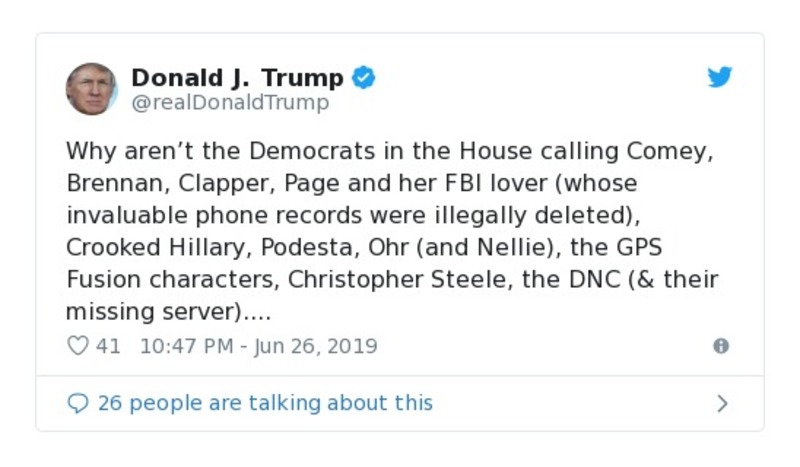 Donald J. Trump
@realDonaldTrump
Why aren’t the Democrats in the House calling Comey,
Brennan, Clapper, Page and her FBI lover (whose
invaluable phone records were illegally deleted),
Crooked Hillary, Podesta, Ohr (and Nellie), the GPS
Fusion characters, Christopher Steele, the DNC (& their
missing server)....
41 10:47 PM - Jun 26, 2019
26 people are talking about this